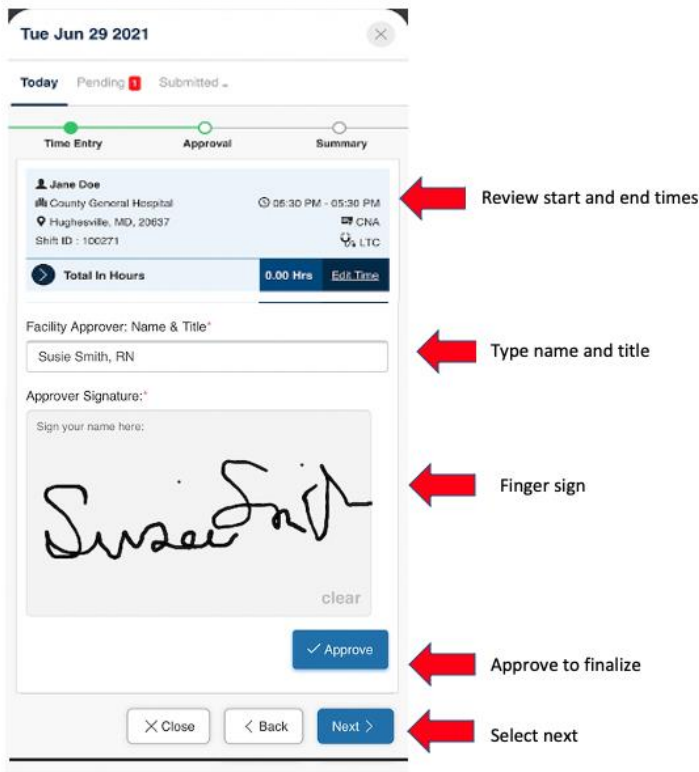 Tue Jun 29 2021
Today Pending 1 Submitted
Time Entry Approval Summary
Jane Doe
County General Hospital 05:30 PM - 05:30 PM
Review start and end times
Hughesville, MD, 20637 CNA
Shift ID : 100271 LTC
Total In Hours 0.00 Hrs Edit Time
Facility Approver: Name & Title*
Susie Smith, RN
Type name and title
Approver Signature:*
Sign your name here:
Susie Smith
Finger sign
clear
Approve
Approve to finalize
Close < Back Next >
Select next